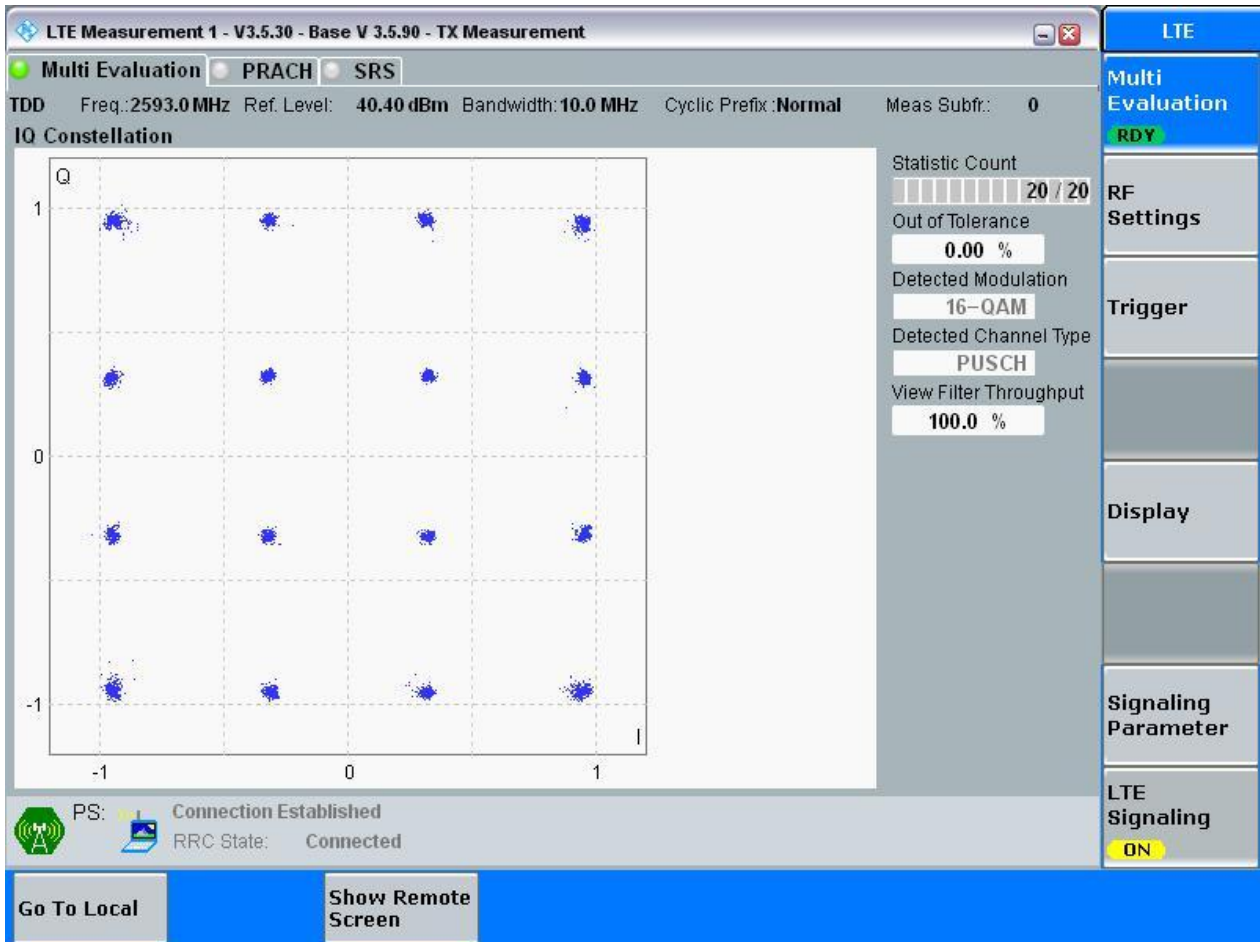 LTE Measurement 1 - V3.5.30 - Base V 3.5.90 - TX Measurement
LTE
Multi Evaluation PRACH SRS
TDD Freq.:2593.0 MHz Ref. Level: 40.40 dBm Bandwidth: 10.0 MHz Cyclic Prefix :Normal Meas Subfr.: 0
IQ Constellation
Q
1
0
-1
-1 0 1
I
Statistic Count
20 / 20
Out of Tolerance
0.00 %
Detected Modulation
16-QAM
Detected Channel Type
PUSCH
View Filter Throughput
100.0 %
Multi
Evaluation
RDY
RF
Settings
Trigger
Display
Signaling
Parameter
LTE
Signaling
ON
PS: Connection Established
RRC State: Connected
Go To Local
Show Remote
Screen